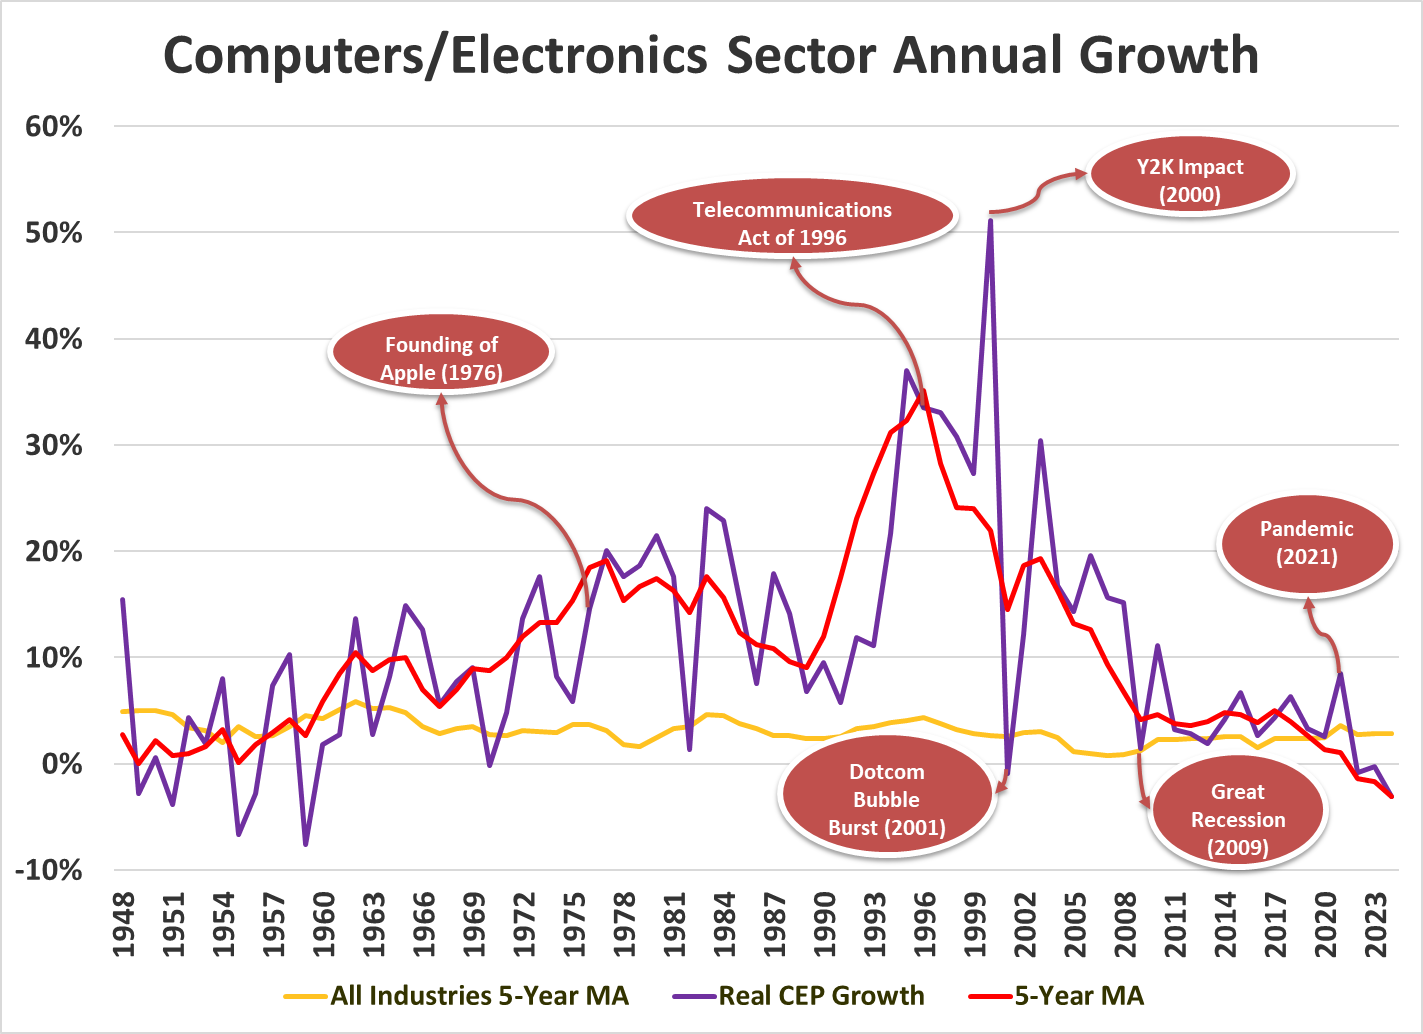 Computers/Electronics Sector Annual Growth
60%
50%
40%
30%
20%
10%
0%
-10%
Y2K Impact
(2000)
Telecommunications
Act of 1996
Founding of
Apple (1976)
Pandemic
(2021)
Dotcom
Bubble
Burst (2001)
Great
Recession
(2009)
1948
1951
1954
1957
1960
1963
1966
1969
1972
1975
1978
1981
1984
1987
1990
1993
1996
1999
2002
2005
2008
2011
2014
2017
2020
2023
All Industries 5-Year MA
Real CEP Growth
5-Year MA